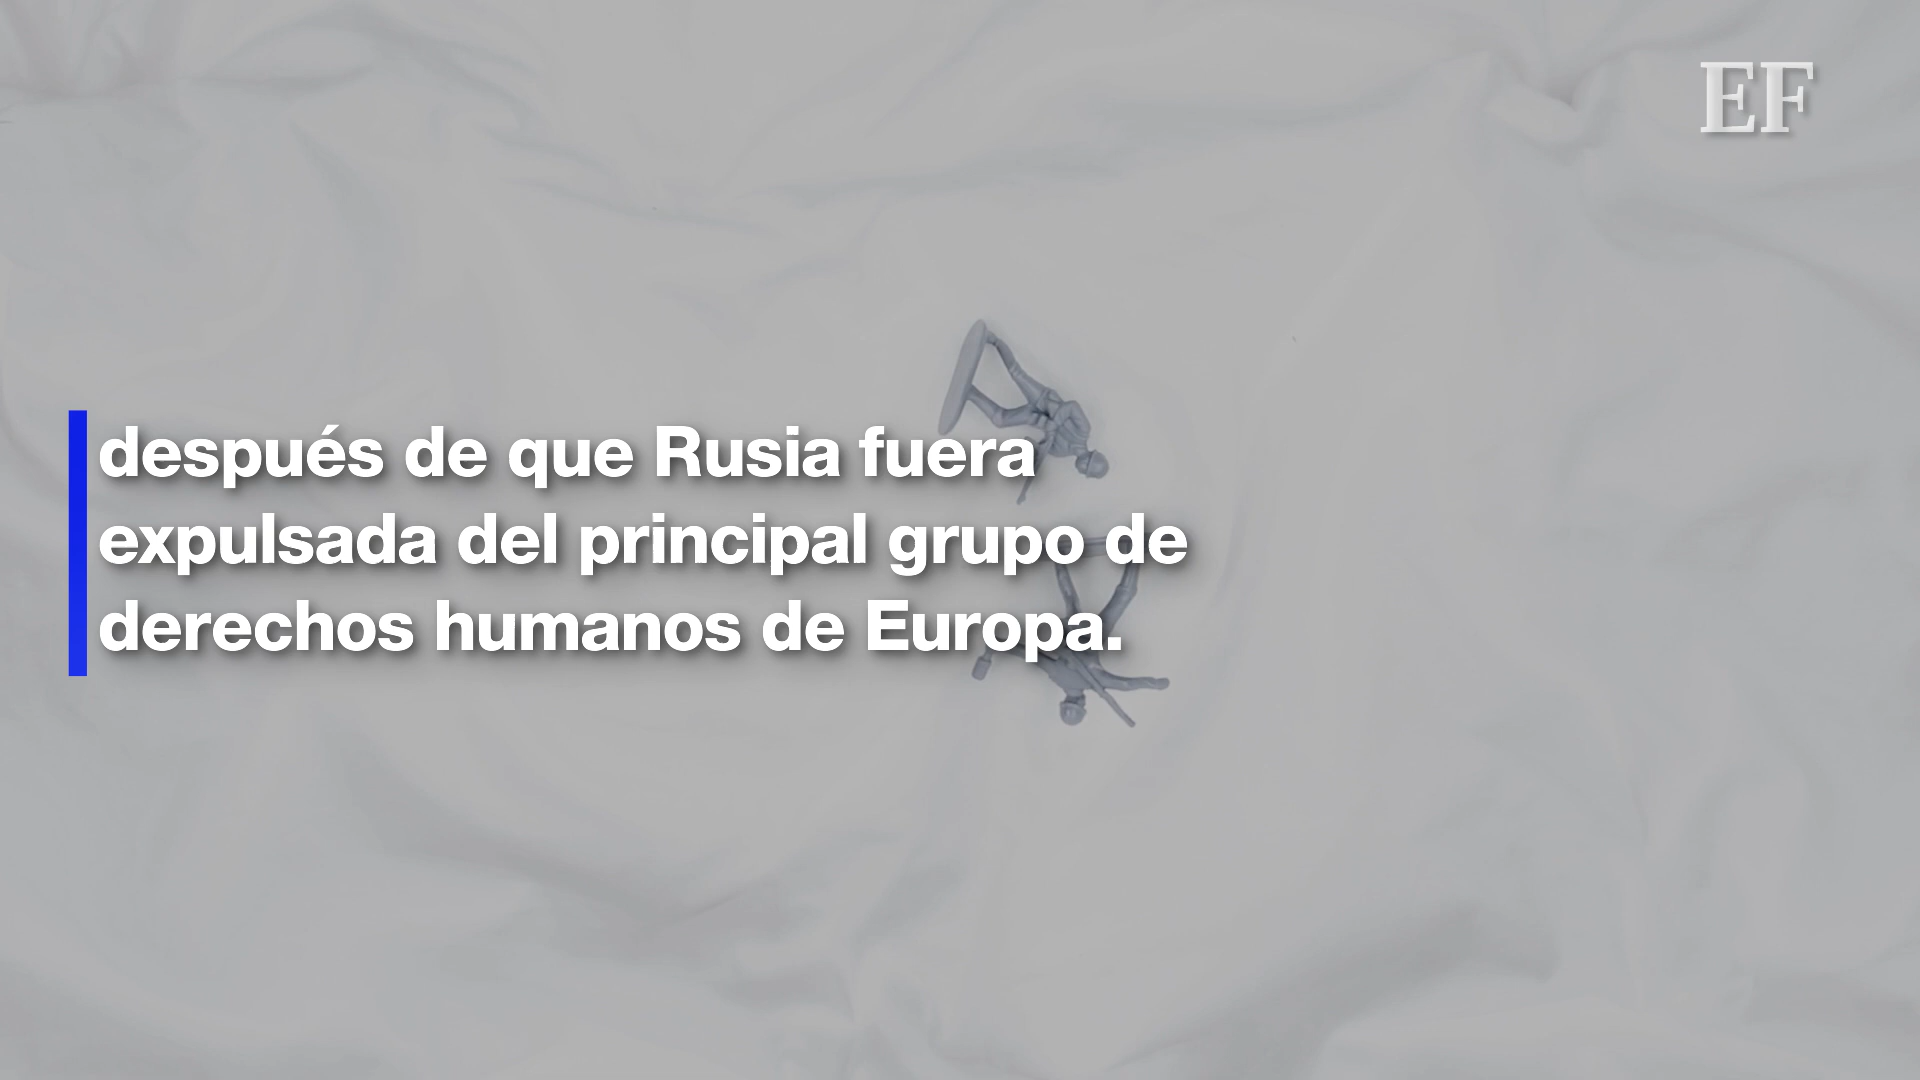 EF
después de que Rusia fuera
expulsada del principal grupo de
derechos humanos de Europa.